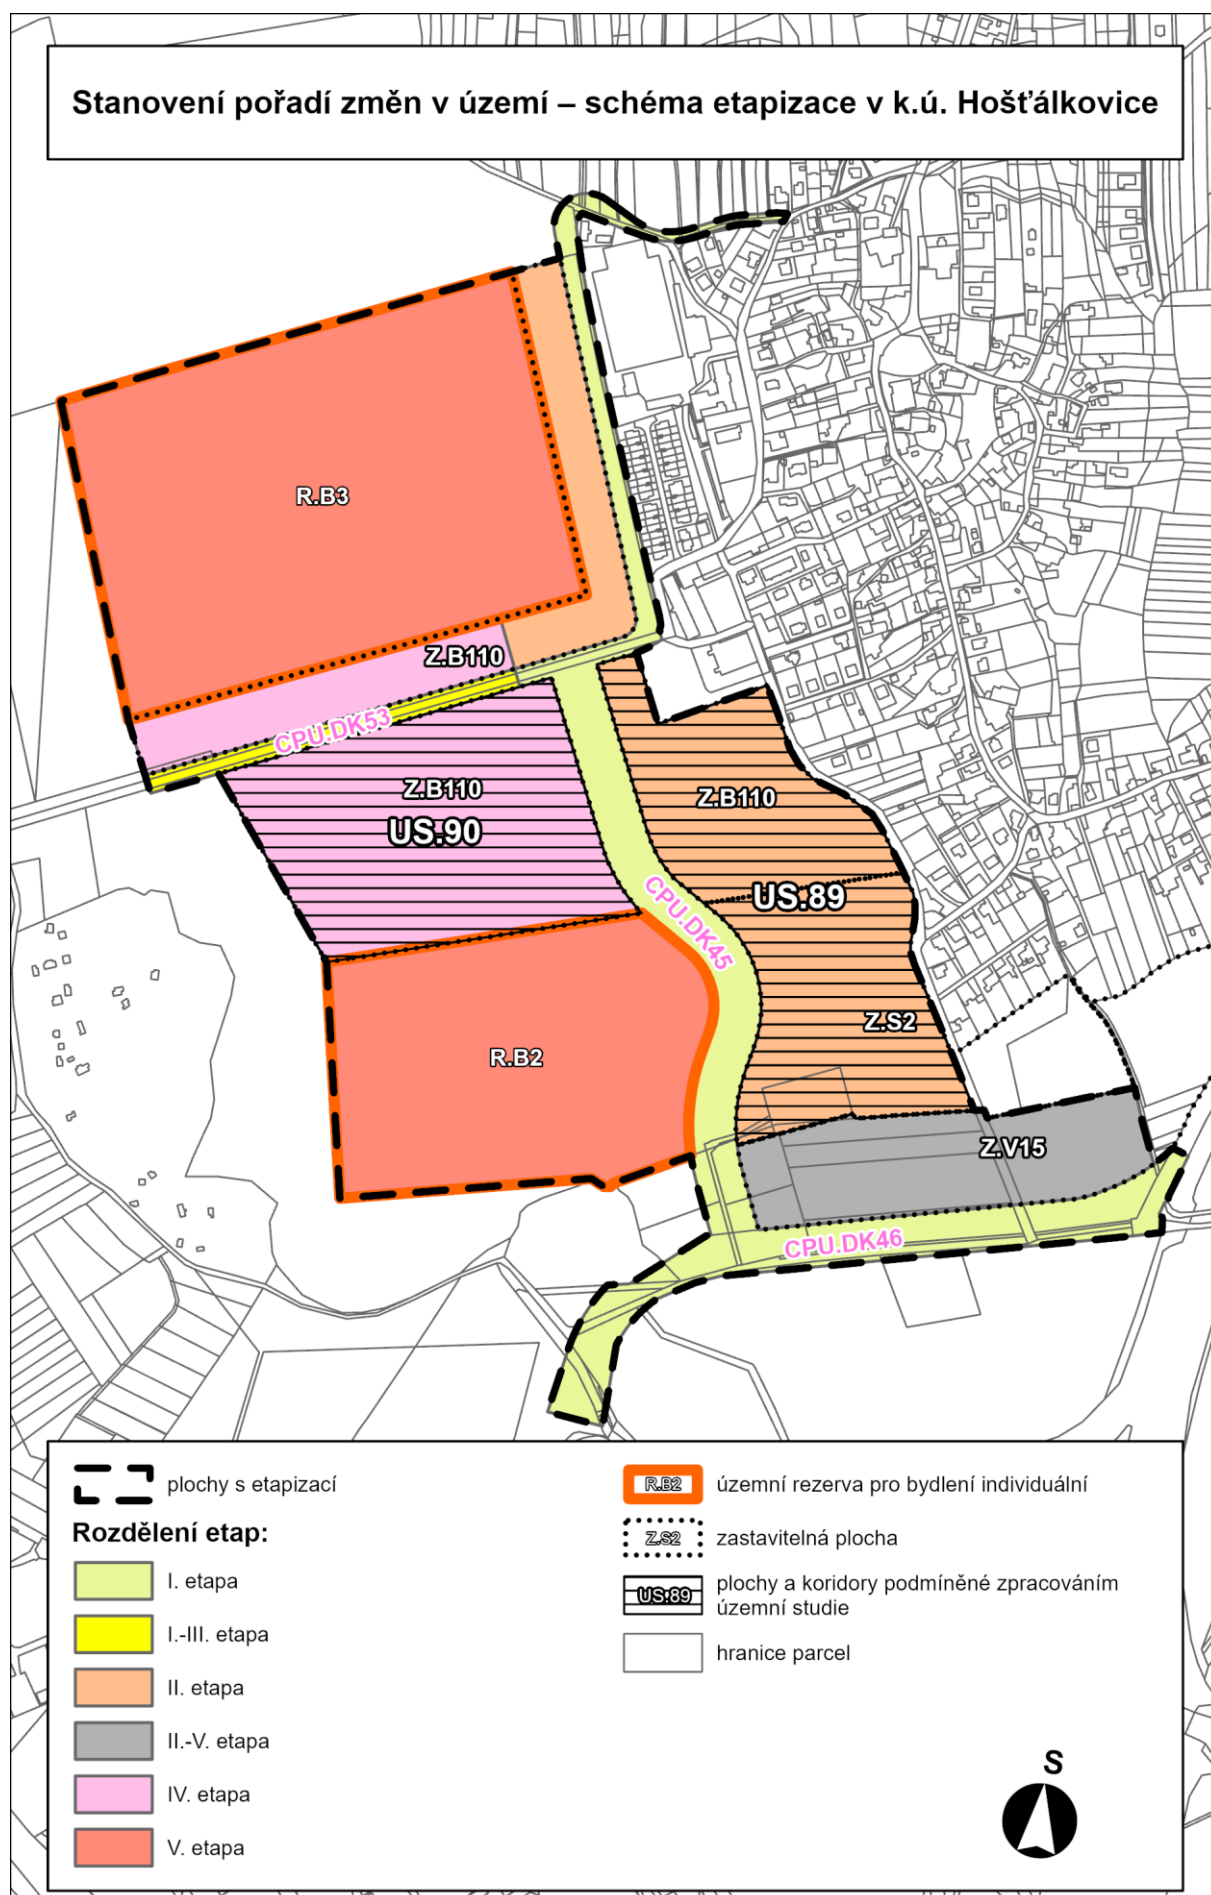 Stanovení pořadí změn v území – schéma etapizace v k.ú. Hošťálkovice
R.B3
Z.B110
CPU.DK53
Z.B110
US.90
Z.B110
CPU.DK45
US.89
Z.S2
R.B2
Z.V15
CPU.DK46
plochy s etapizací
Rozdělení etap:
I. etapa
I.-III. etapa
II. etapa
II.-V. etapa
IV. etapa
V. etapa
R.B2
územní rezerva pro bydlení individuální
Z.S2
zastavitelná plocha
US.89
plochy a koridory podmíněné zpracováním
územní studie
hranice parcel
S